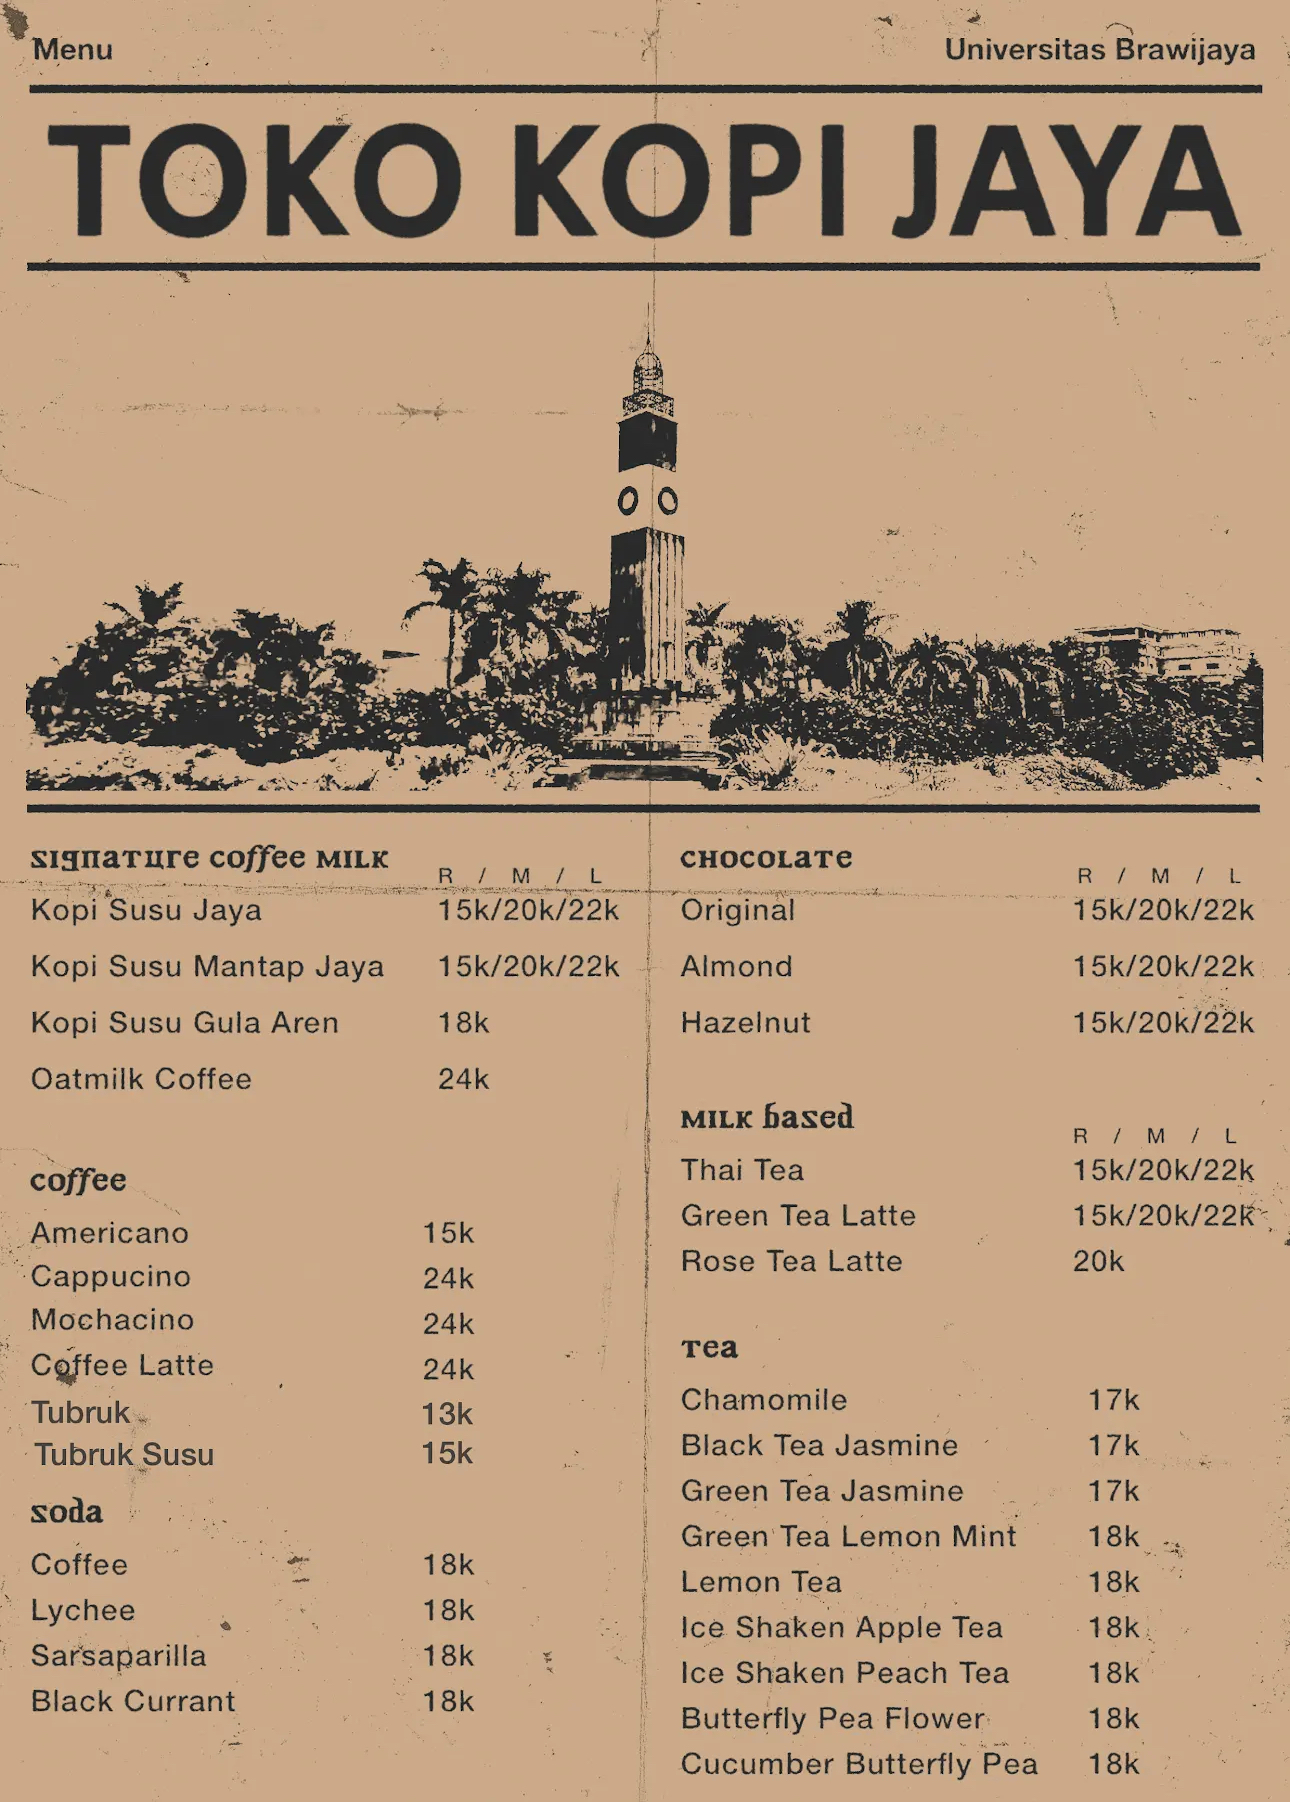 Menu
Universitas Brawijaya
TOKO KOPI JAYA
signature coffee MILK
R / M / L
Kopi Susu Jaya 15k/20k/22k
Kopi Susu Mantap Jaya 15k/20k/22k
Kopi Susu Gula Aren 18k
Oatmilk Coffee 24k
coffee
Americano 15k
Cappucino 24k
Mochacino 24k
Coffee Latte 24k
Tubruk 13k
Tubruk Susu 15k
soda
Coffee 18k
Lychee 18k
Sarsaparilla 18k
Black Currant 18k
CHOCOLATE
R / M / L
Original 15k/20k/22k
Almond 15k/20k/22k
Hazelnut 15k/20k/22k
MILK based
R / M / L
Thai Tea 15k/20k/22k
Green Tea Latte 15k/20k/22k
Rose Tea Latte 20k
Tea
Chamomile 17k
Black Tea Jasmine 17k
Green Tea Jasmine 17k
Green Tea Lemon Mint 18k
Lemon Tea 18k
Ice Shaken Apple Tea 18k
Ice Shaken Peach Tea 18k
Butterfly Pea Flower 18k
Cucumber Butterfly Pea 18k